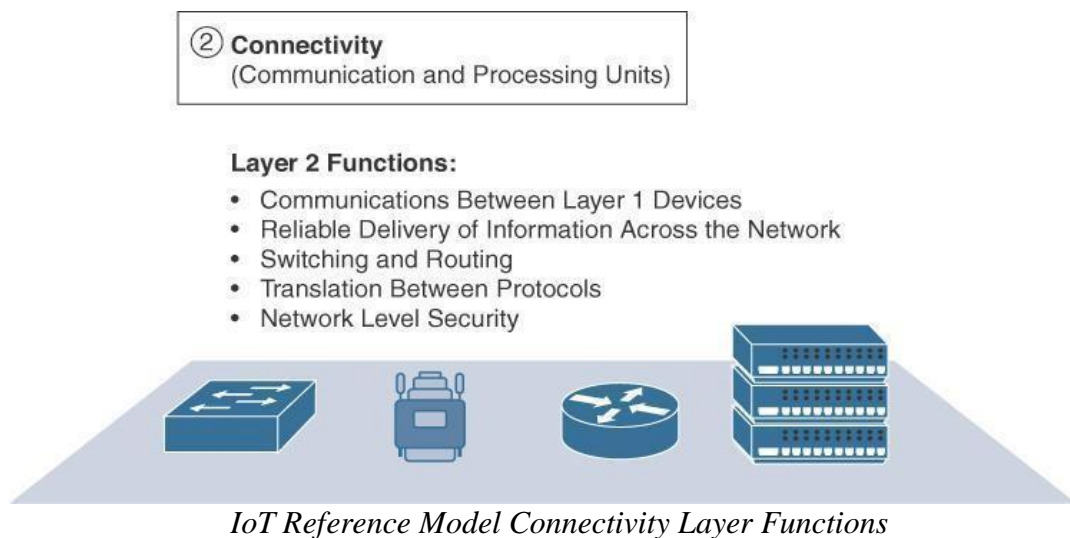 ② Connectivity
(Communication and Processing Units)
Layer 2 Functions:
• Communications Between Layer 1 Devices
• Reliable Delivery of Information Across the Network
• Switching and Routing
• Translation Between Protocols
• Network Level Security
IoT Reference Model Connectivity Layer Functions